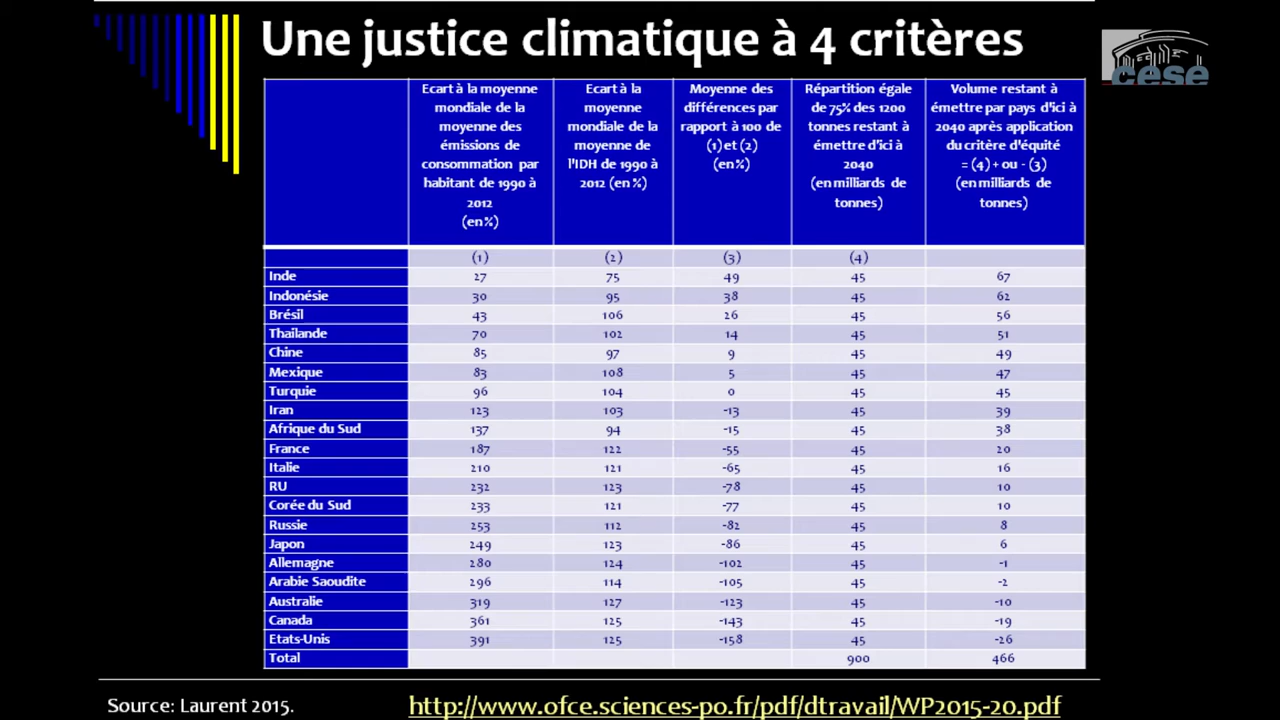 Une justice climatique à 4 critères
cese
Ecart à la moyenne
mondiale de la
moyenne des
émissions de
consommation par
habitant de 1990 à
2012
(en %)
Ecart à la
moyenne
mondiale de la
moyenne de
l'IDH de 1990 à
2012 (en %)
Moyenne des
différences par
rapport à 100 de
(1) et (2)
(en %)
Répartition égale
de 75% des 1200
tonnes restant à
émettre d'ici à
2040
(en milliards de
tonnes)
Volume restant à
émettre par pays d'ici à
2040 après application
du critère d'équité
= (4) + ou - (3)
(en milliards de
tonnes)
(1) (2) (3) (4)
Inde 27 75 49 45 67
Indonésie 30 95 38 45 62
Brésil 43 106 26 45 56
Thailande 70 102 14 45 51
Chine 85 97 9 45 49
Mexique 83 108 5 45 47
Turquie 96 104 0 45 45
Iran 123 103 -13 45 39
Afrique du Sud 137 94 -15 45 38
France 187 122 -55 45 20
Italie 210 121 -65 45 16
RU 232 123 -78 45 10
Corée du Sud 233 121 -77 45 10
Russie 253 112 -82 45 8
Japon 249 123 -86 45 6
Allemagne 280 124 -102 45 -1
Arabie Saoudite 296 114 -105 45 -2
Australie 319 127 -123 45 -10
Canada 361 125 -143 45 -19
Etats-Unis 391 125 -158 45 -26
Total 900 466
Source: Laurent 2015.
http://www.ofce.sciences-po.fr/pdf/dtravail/WP2015-20.pdf